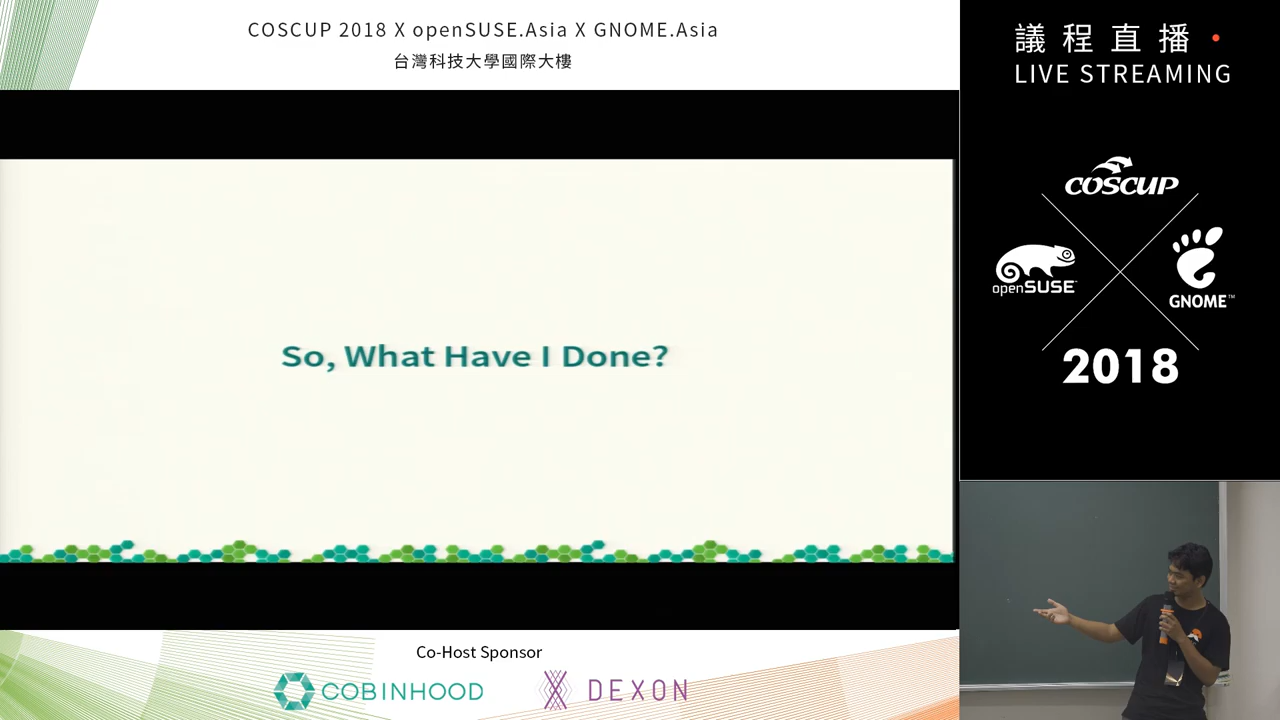 COSCUP 2018 X openSUSE.Asia X GNOME.Asia
台灣科技大學國際大樓
議程直播
LIVE STREAMING
COSCUP
openSUSE
GNOME™
2018
So, What Have I Done?
Co-Host Sponsor
COBINHOOD
DEXON